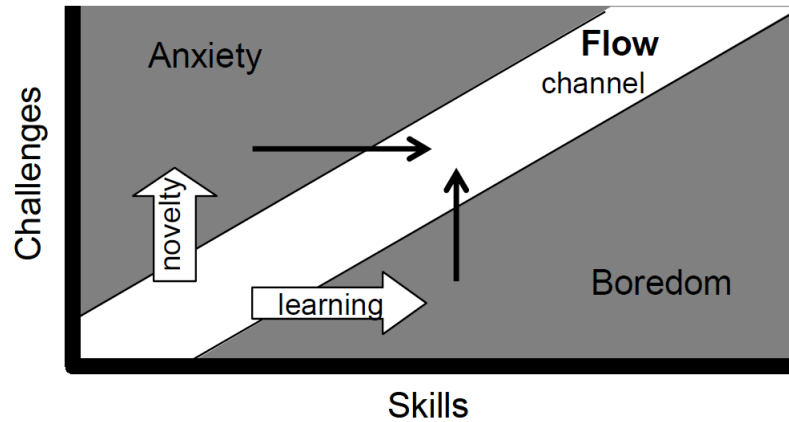 Anxiety
Flow
channel
Challenges
novelty
learning
Boredom
Skills